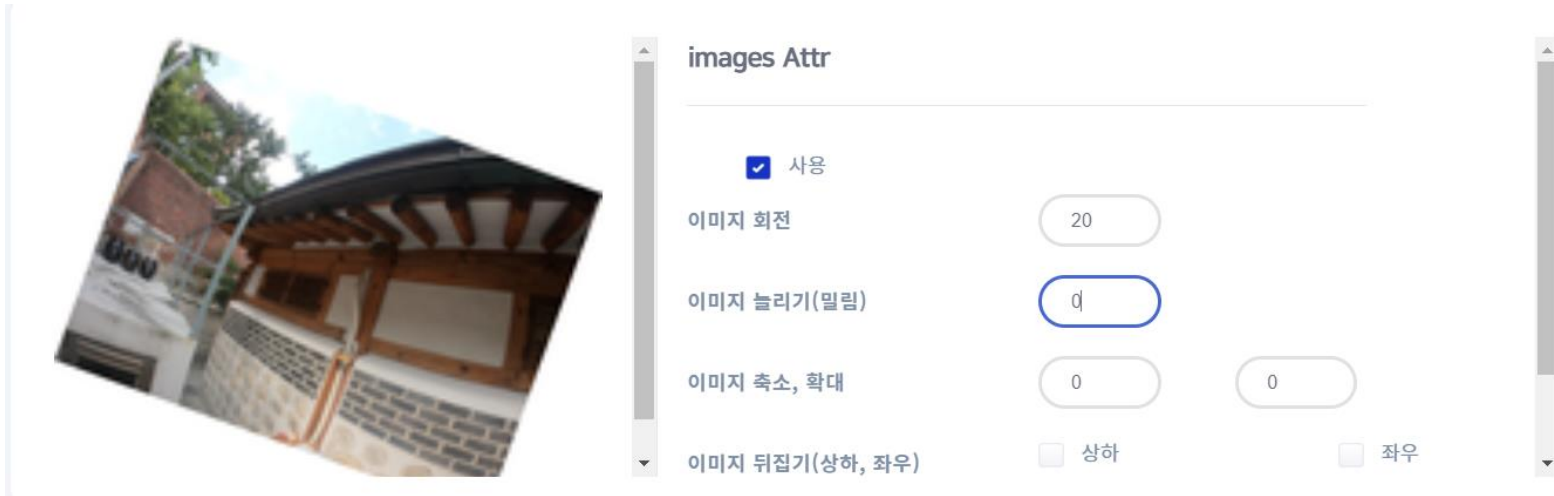 images Attr
사용
이미지 회전 20
이미지 늘리기(밀림) 0
이미지 축소, 확대 0 0
이미지 뒤집기(상하, 좌우) 상하 좌우